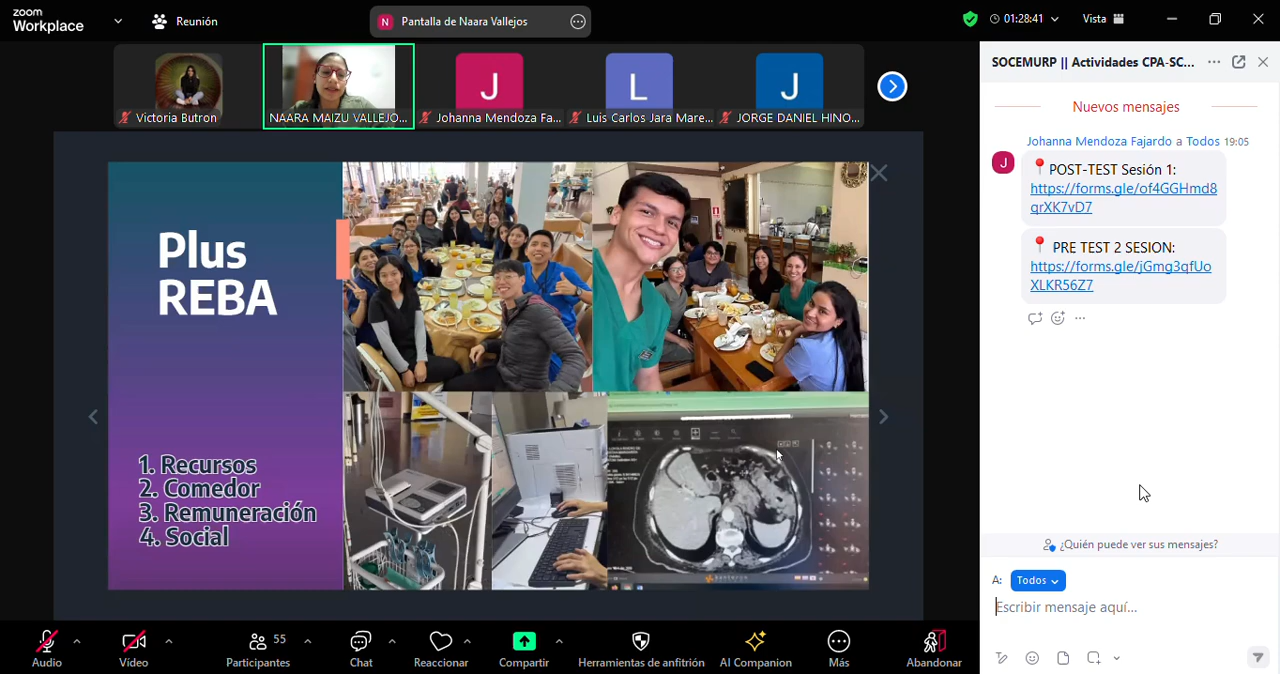 zoom
Workplace
Reunión
N
Pantalla de Naara Vallejos
01:28:41
Vista
Victoria Butron
NAARA MAIZU VALLEJO...
J
Johanna Mendoza Fa...
L
Luis Carlos Jara Mare...
J
JORGE DANIEL HINO...
Plus
REBA
1. Recursos
2. Comedor
3. Remuneración
4. Social
SOCEMURP || Actividades CPA-SC...
Nuevos mensajes
Johanna Mendoza Fajardo a Todos 19:05
J
POST-TEST Sesión 1:
https://forms.gle/of4GGHmd8
qrXK7vD7
PRE TEST 2 SESION:
https://forms.gle/jGmg3qfUo
XLKR56Z7
¿Quién puede ver sus mensajes?
A: Todos
Escribir mensaje aquí...
Audio
Vídeo
55
Participantes
Chat
Reaccionar
Compartir
Herramientas de anfitrión
AI Companion
Más
Abandonar